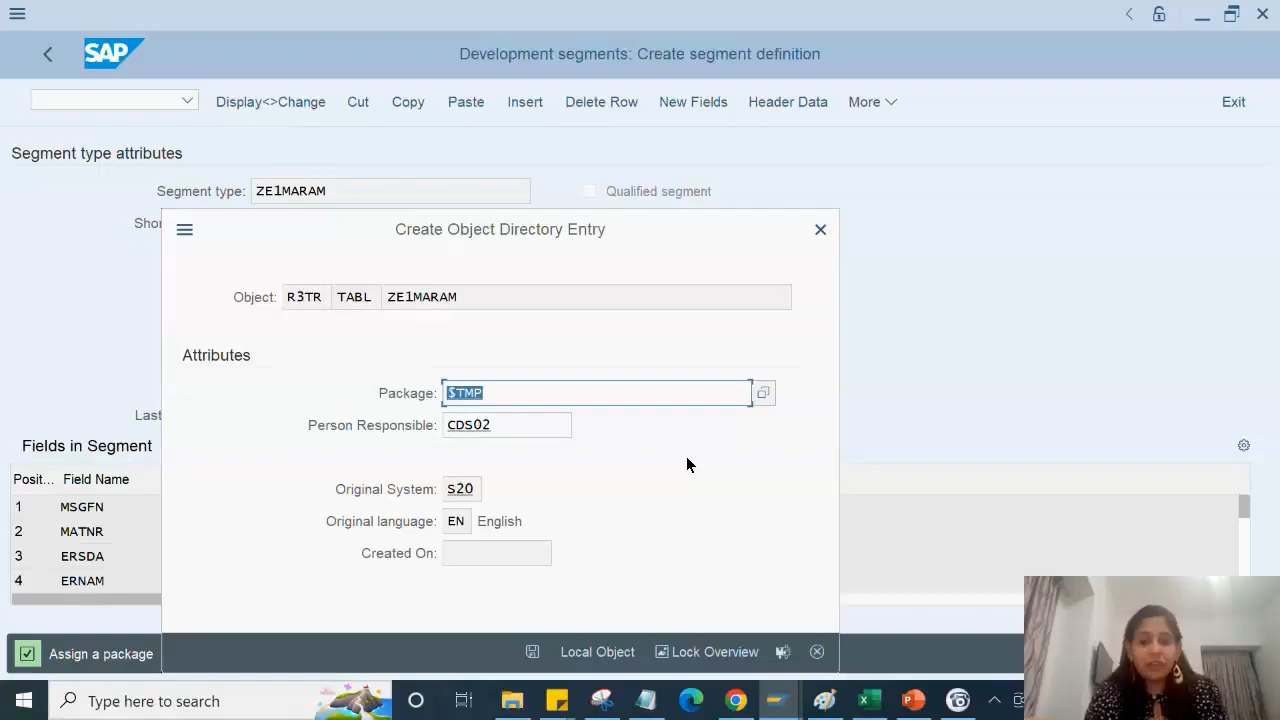 SAP
Development segments: Create segment definition
Display<>Change Cut Copy Paste Insert Delete Row New Fields Header Data More Exit
Segment type attributes
Segment type: ZE1MARAM Qualified segment
Shor
Create Object Directory Entry
Object: R3TR TABL ZE1MARAM
Attributes
Package: $TMP
Person Responsible: CDS02
Original System: S20
Original language: EN English
Created On:
Last
Fields in Segment
Posit... Field Name
1 MSGFN
2 MATNR
3 ERSDA
4 ERNAM
Assign a package
Local Object Lock Overview
Type here to search